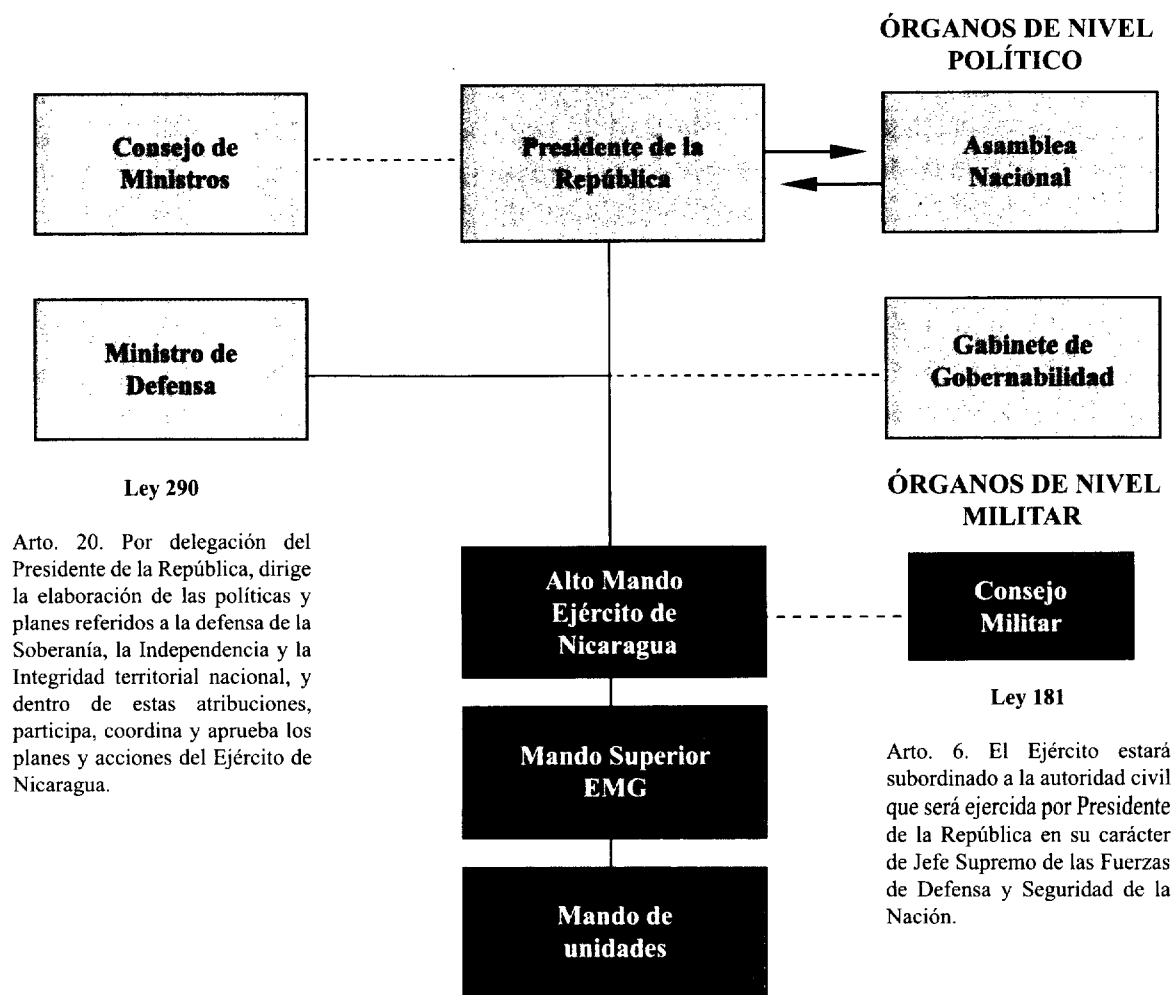 ÓRGANOS DE NIVEL
POLÍTICO
Consejo de
Ministros
Presidente de la
República
Asamblea
Nacional
Ministro de
Defensa
Gabinete de
Gobernabilidad
Ley 290
Arto. 20. Por delegación del
Presidente de la República, dirige
la elaboración de las políticas y
planes referidos a la defensa de la
Soberanía, la Independencia y la
Integridad territorial nacional, y
dentro de estas atribuciones,
participa, coordina y aprueba los
planes y acciones del Ejército de
Nicaragua.
ÓRGANOS DE NIVEL
MILITAR
Alto Mando
Ejército de
Nicaragua
Consejo
Militar
Mando Superior
EMG
Mando de
unidades
Ley 181
Arto. 6. El Ejército estará
subordinado a la autoridad civil
que será ejercida por Presidente
de la República en su carácter
de Jefe Supremo de las Fuerzas
de Defensa y Seguridad de la
Nación.